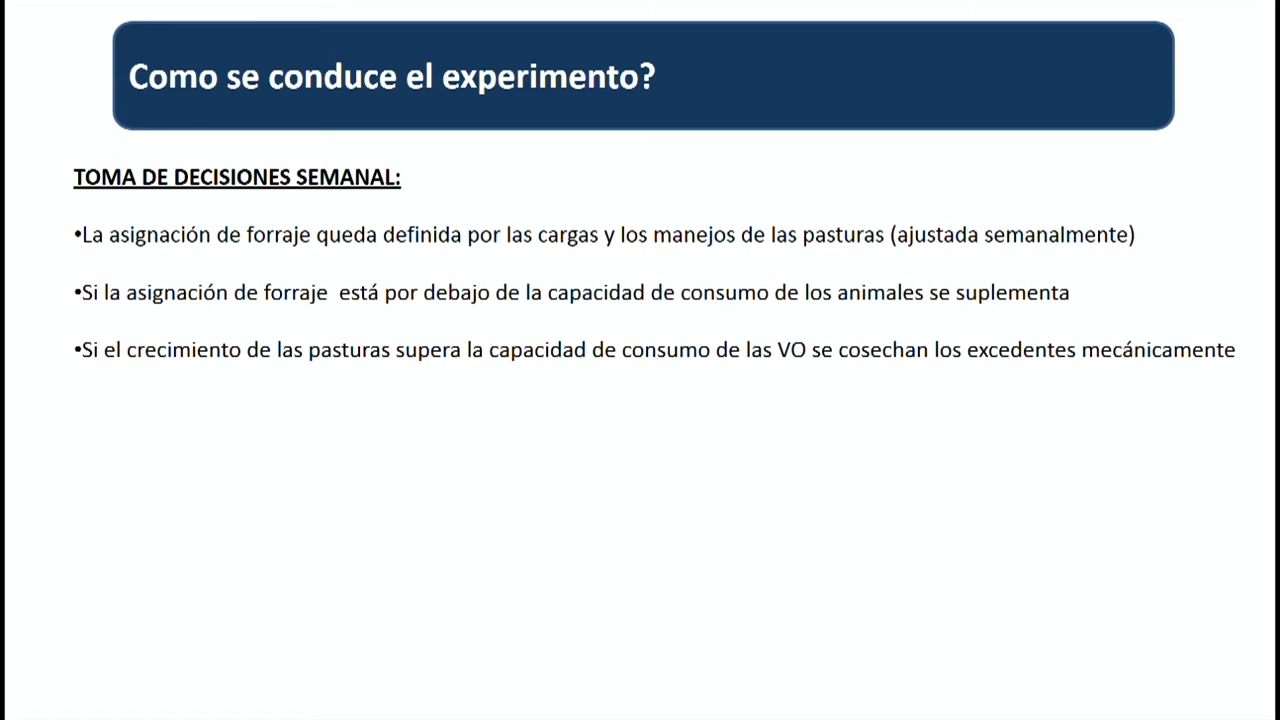 Como se conduce el experimento?
TOMA DE DECISIONES SEMANAL:
•La asignación de forraje queda definida por las cargas y los manejos de las pasturas (ajustada semanalmente)
•Si la asignación de forraje  está por debajo de la capacidad de consumo de los animales se suplementa
•Si el crecimiento de las pasturas supera la capacidad de consumo de las VO se cosechan los excedentes mecánicamente